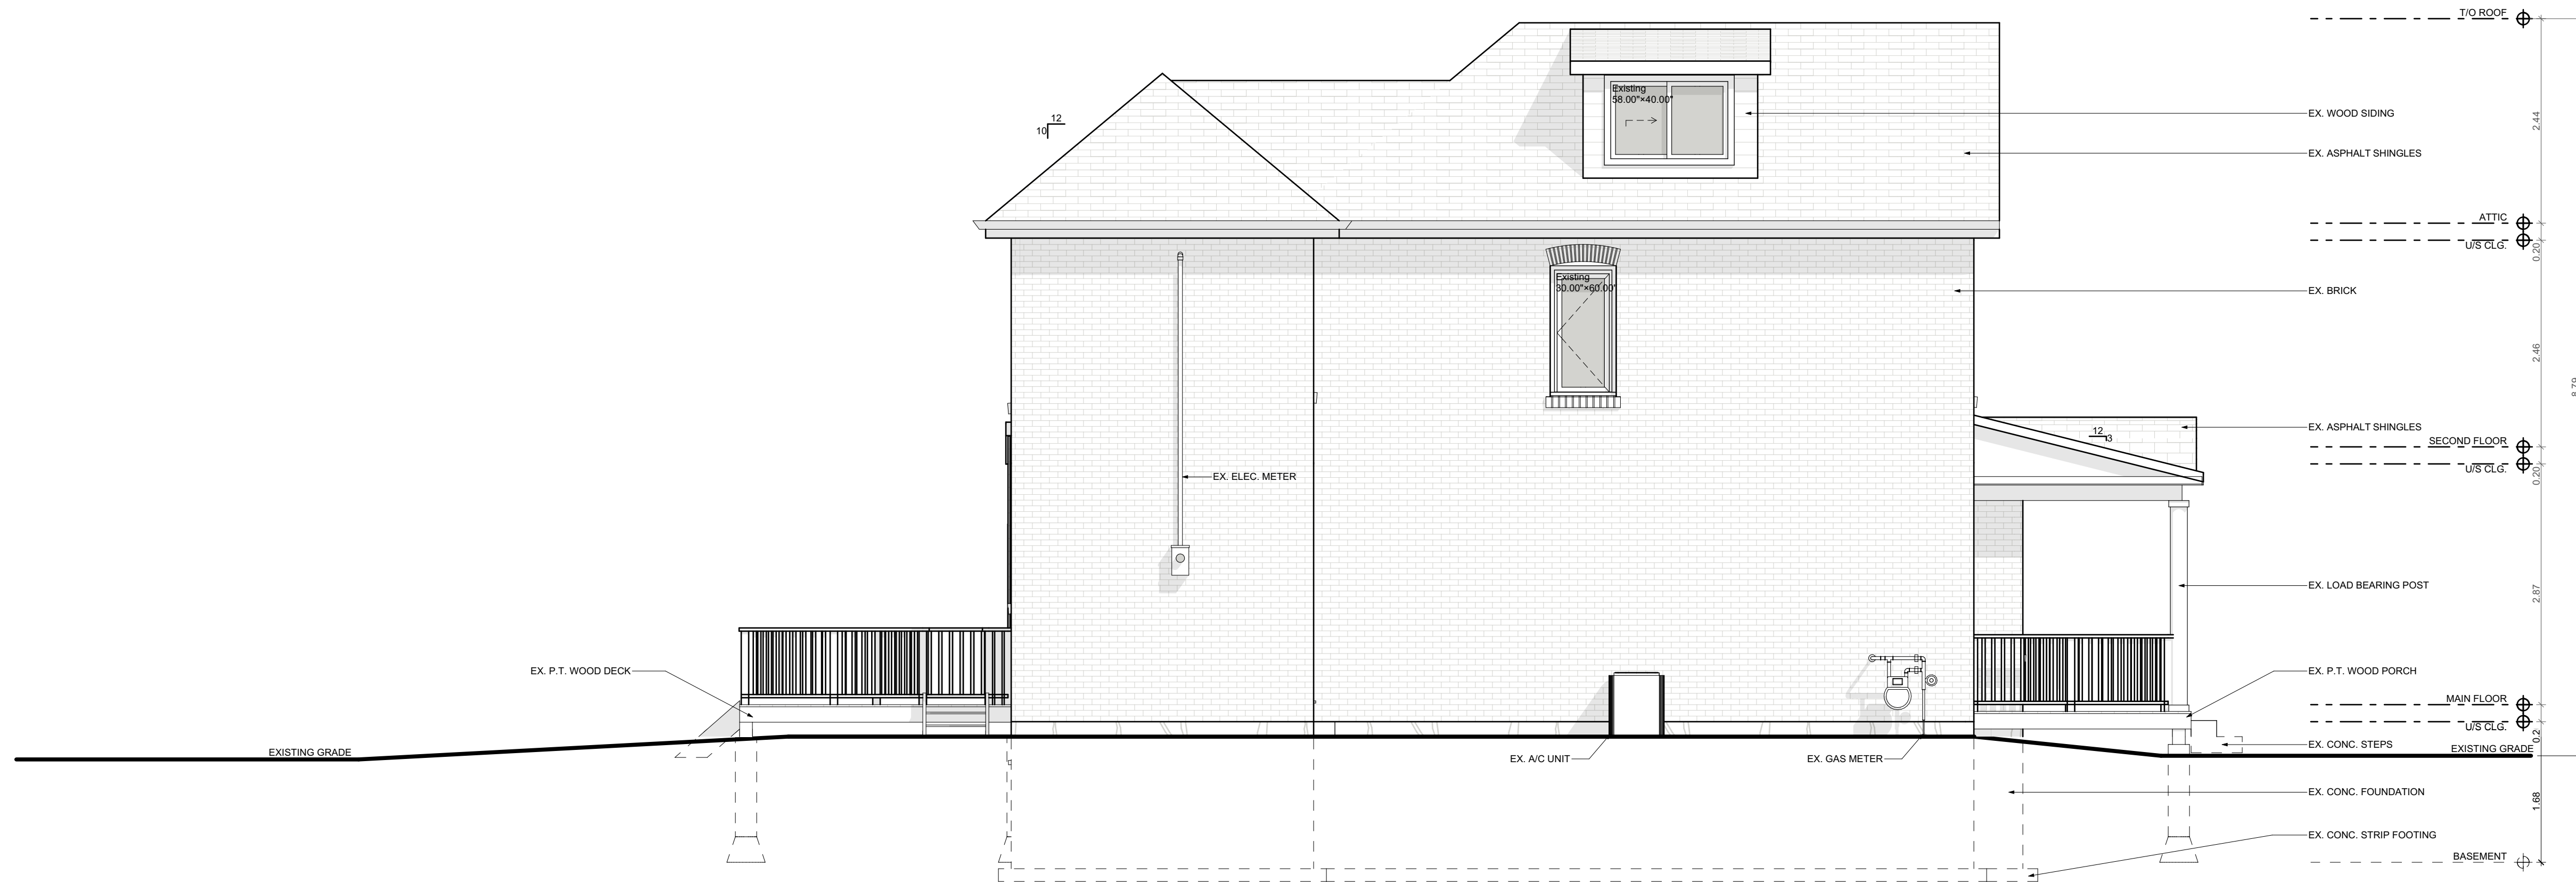 T/O ROOF
Existing
58.00"×40.00"
EX. WOOD SIDING
2.44
12
10
EX. ASPHALT SHINGLES
ATTIC
U/S CLG.
0.20
Existing
30.00"×60.00"
EX. BRICK
2.46
8.79
EX. ASPHALT SHINGLES
12
3
SECOND FLOOR
U/S CLG.
0.20
EX. ELEC. METER
EX. LOAD BEARING POST
2.87
EX. P.T. WOOD DECK
EX. P.T. WOOD PORCH
MAIN FLOOR
U/S CLG.
0.2
EX. CONC. STEPS
EXISTING GRADE
EXISTING GRADE
EX. A/C UNIT
EX. GAS METER
EX. CONC. FOUNDATION
1.68
EX. CONC. STRIP FOOTING
BASEMENT